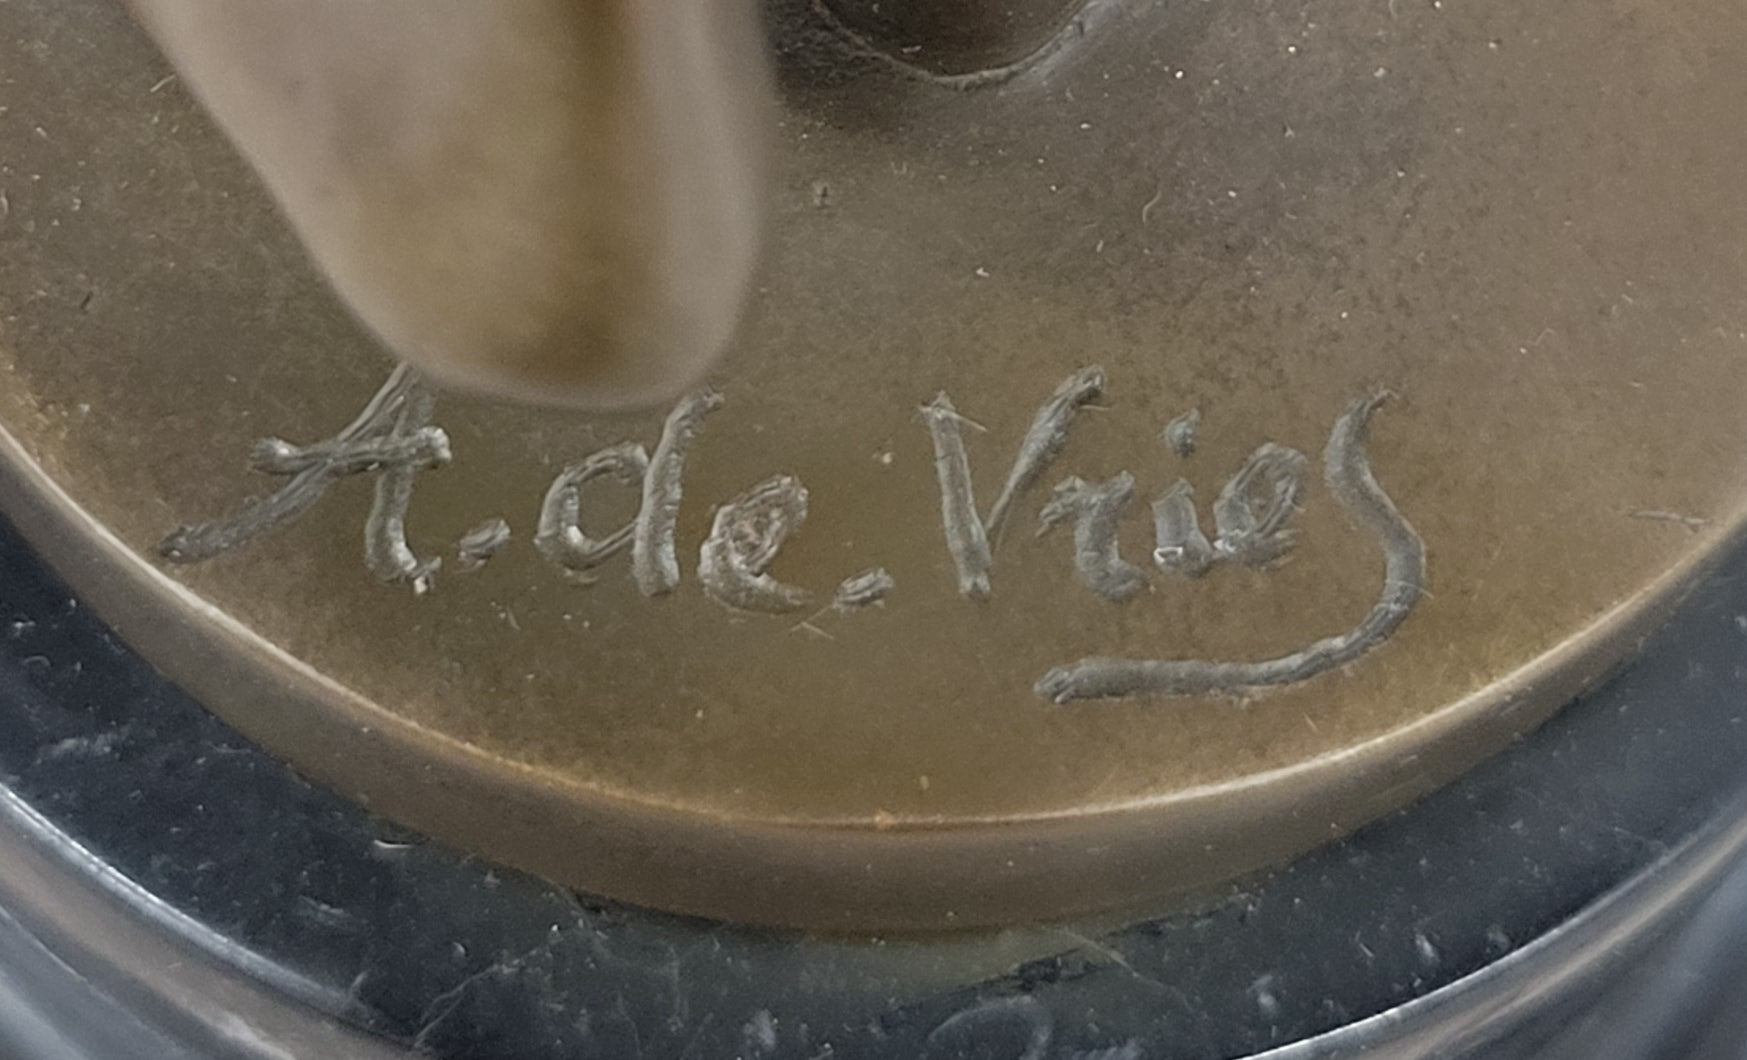 A. de. Vries